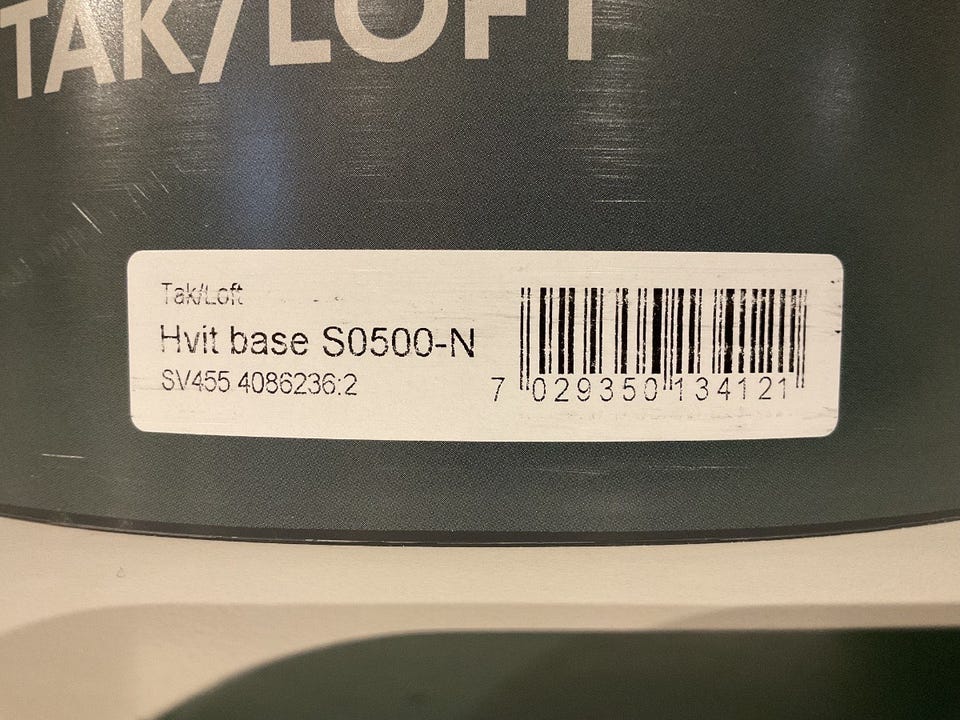 TAK/LOFT
Tak/Loft
Hvit base S0500-N
SV455 4086236:2
7 029350 134121